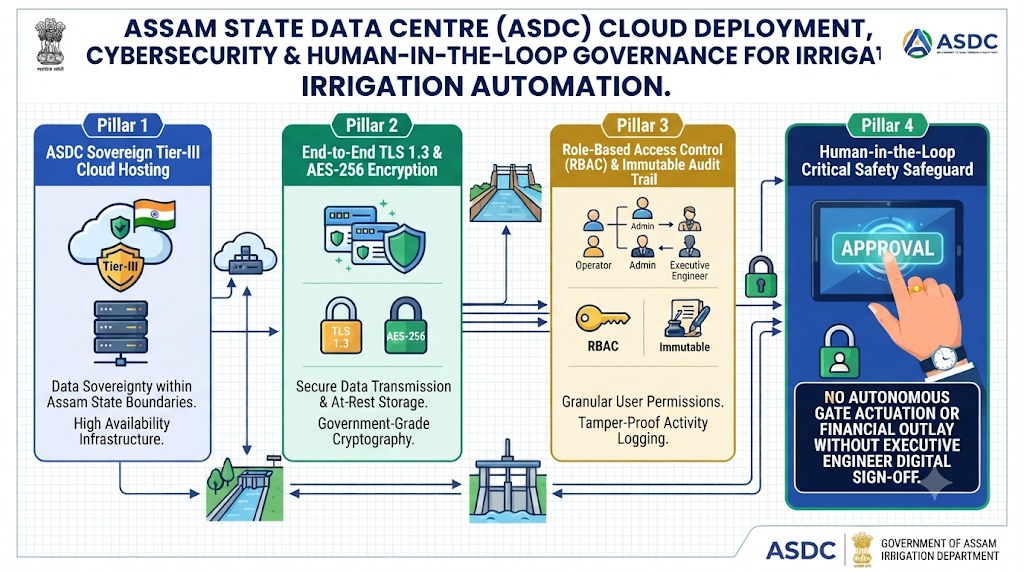 ASSAM STATE DATA CENTRE (ASDC) CLOUD DEPLOYMENT,
CYBERSECURITY & HUMAN-IN-THE-LOOP GOVERNANCE FOR IRRIGAT
IRRIGATION AUTOMATION.
ASDC
Pillar 1
ASDC Sovereign Tier-III
Cloud Hosting
Tier-III
Data Sovereignty within
Assam State Boundaries.
High Availability
Infrastructure.
Pillar 2
End-to-End TLS 1.3 &
AES-256 Encryption
TLS
1.3
AES-256
Secure Data Transmission
& At-Rest Storage.
Government-Grade
Cryptography.
Pillar 3
Role-Based Access Control
(RBAC) & Immutable Audit
Trail
Admin
Operator
Admin
Executive
Engineer
RBAC
Immutable
Granular User Permissions.
Tamper-Proof Activity
Logging.
Pillar 4
Human-in-the-Loop
Critical Safety Safeguard
APPROVAL
NO AUTONOMOUS
GATE ACTUATION OR
FINANCIAL OUTLAY
WITHOUT EXECUTIVE
ENGINEER DIGITAL
SIGN-OFF.
ASDC
GOVERNMENT OF ASSAM
IRRIGATION DEPARTMENT